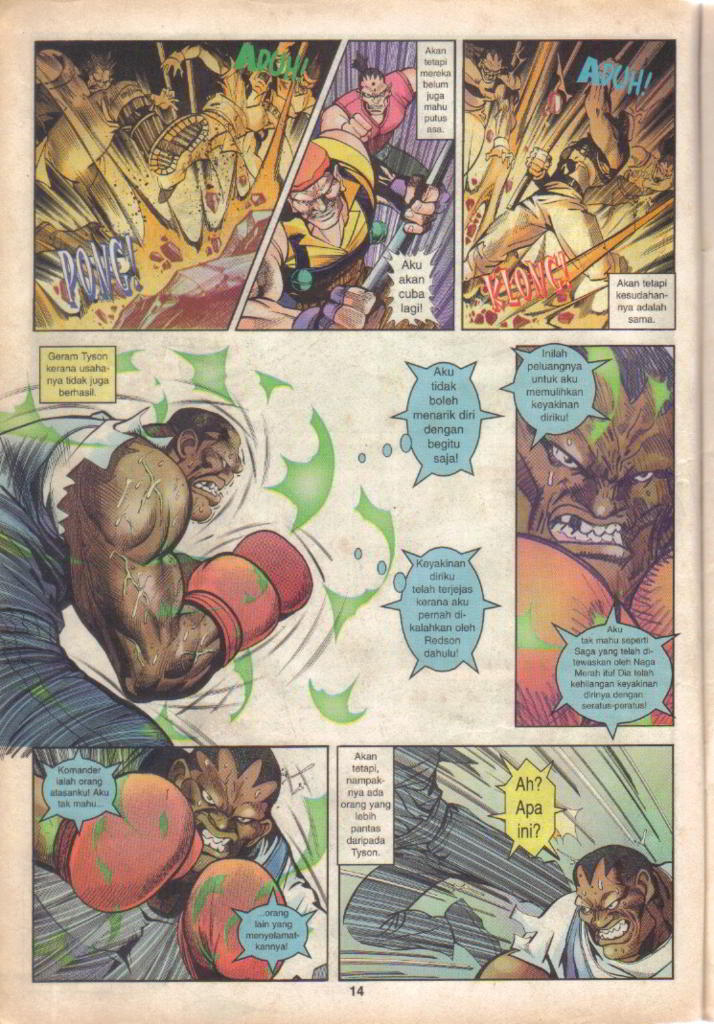 ADUH!
PONG!
Akan
tetapi
mereka
belum
juga
mahu
putus
asa.
Aku
akan
cuba
lagi!
ADUH!
KLONG!
Akan tetapi
kesudahan-
nya adalah
sama.
Geram Tyson
kerana usaha-
nya tidak juga
berhasil.
Aku
tidak
boleh
menarik diri
dengan
begitu
saja!
Keyakinan
diriku
telah terjejas
kerana aku
pernah di-
kalahkan oleh
Redson
dahulu!
Inilah
peluangnya
untuk aku
memulihkan
keyakinan
diriku!
Aku
tak mahu seperti
Saga yang telah di-
tewaskan oleh Naga
Merah itu! Dia telah
kehilangan keyakinan
dirinya dengan
seratus-peratus!
Komander
ialah orang
atasanku! Aku
tak mahu...
...orang
lain yang
menyelamat-
kannya!
Akan
tetapi,
nampak-
nya ada
orang yang
lebih
pantas
daripada
Tyson.
Ah?
Apa
ini?
14